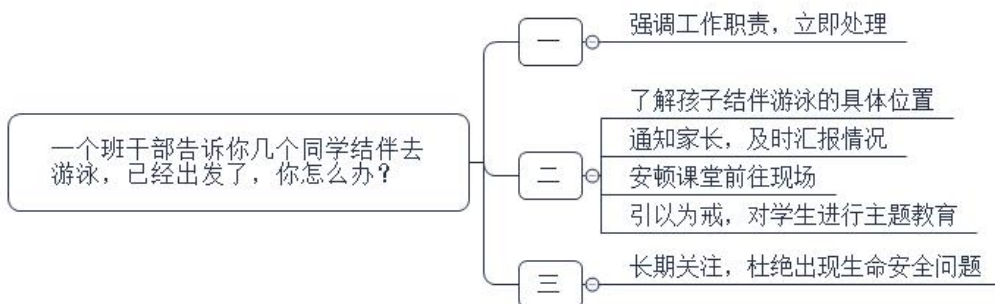 一个班干部告诉你几个同学结伴去
游泳，已经出发了，你怎么办？
一
强调工作职责，立即处理
二
了解孩子结伴游泳的具体位置
通知家长，及时汇报情况
安顿课堂前往现场
引以为戒，对学生进行主题教育
三
长期关注，杜绝出现生命安全问题